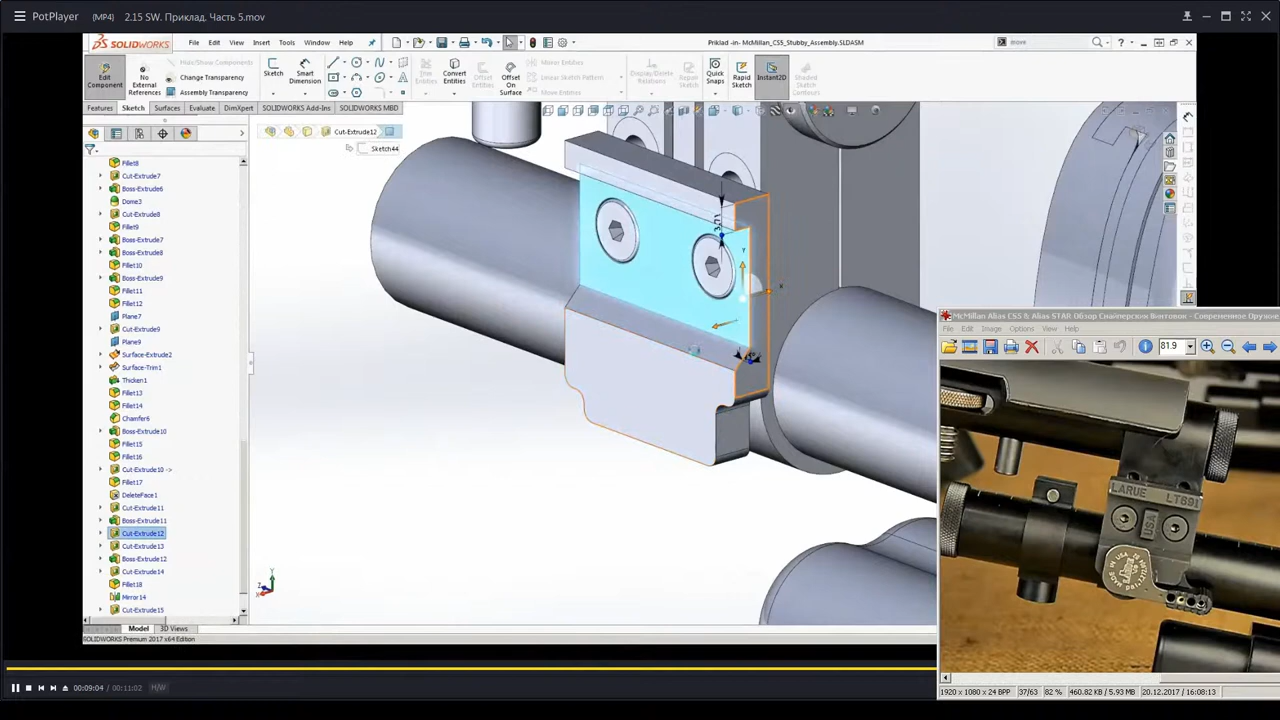 PotPlayer
(MP4)
2.15 SW. Приклад. Часть 5.mov
SOLIDWORKS
File Edit View Insert Tools Window Help
Priklad -in- McMillan_CS5_Stubby_Assembly.SLDASM
move
Edit Component
No External References
Hide/Show Components
Change Transparency
Assembly Transparency
Sketch
Smart Dimension
Trim Entities
Convert Entities
Offset Entities
Offset On Surface
Mirror Entities
Linear Sketch Pattern
Move Entities
Display/Delete Relations
Repair Sketch
Quick Snaps
Rapid Sketch
Instant2D
Shaded Sketch Contours
Features Sketch Surfaces Evaluate DimXpert SOLIDWORKS Add-Ins SOLIDWORKS MBD
Cut-Extrude12
Sketch44
Fillet8
Cut-Extrude7
Boss-Extrude6
Dome3
Cut-Extrude8
Fillet9
Boss-Extrude7
Boss-Extrude8
Fillet10
Boss-Extrude9
Fillet11
Fillet12
Plane7
Cut-Extrude9
Plane9
Surface-Extrude2
Surface-Trim1
Thicken1
Fillet13
Fillet14
Chamfer6
Boss-Extrude10
Fillet15
Fillet16
Cut-Extrude10 ->
Fillet17
DeleteFace1
Cut-Extrude11
Boss-Extrude11
Cut-Extrude12
Cut-Extrude13
Boss-Extrude12
Cut-Extrude14
Fillet18
Mirror14
Cut-Extrude15
Model 3D Views
SOLIDWORKS Premium 2017 x64 Edition
McMillan Alias CS5 & Alias STAR Обзор Снайперских Винтовок - Современное Оружие
File Edit Image Options View Help
81.9
LARUE LT691
USA
1920 x 1080 x 24 BPP 37/63 82 % 460.82 KB / 5.93 MB 20.12.2017 / 16:08:13
00:09:04 / 00:11:02 H/W